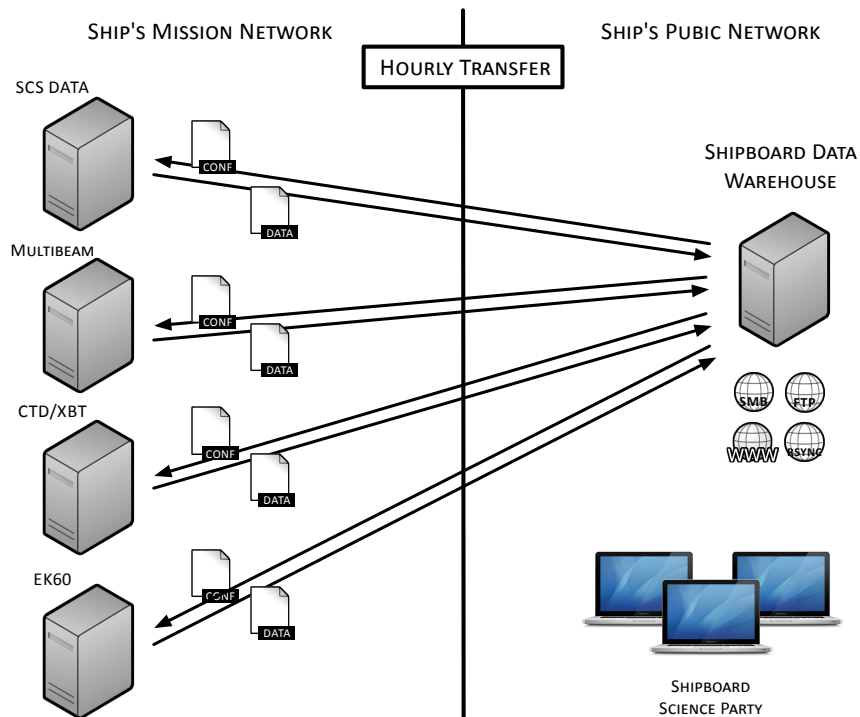 SHIP'S MISSION NETWORK
SHIP'S PUBIC NETWORK
HOURLY TRANSFER
SCS DATA
CONF
DATA
SHIPBOARD DATA
WAREHOUSE
MULTIBEAM
CONF
DATA
CTD/XBT
CONF
DATA
SMB
FTP
WWW
RSYNC
EK60
CONF
DATA
SHIPBOARD
SCIENCE PARTY